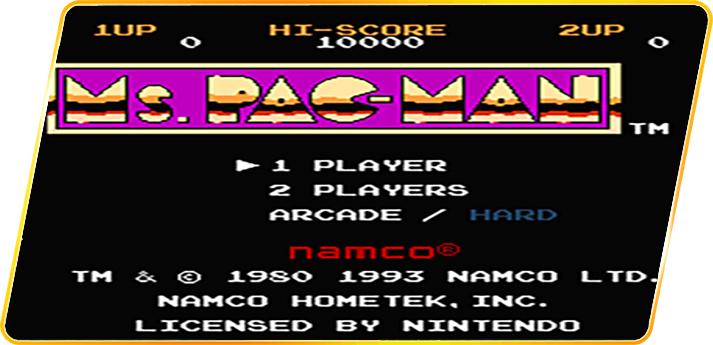 1UP HI-SCORE 2UP
0 10000 0
Ms. PAC-MAN TM
1 PLAYER
2 PLAYERS
ARCADE / HARD
namco®
TM & © 1980 1993 NAMCO LTD.
NAMCO HOMETEK, INC.
LICENSED BY NINTENDO